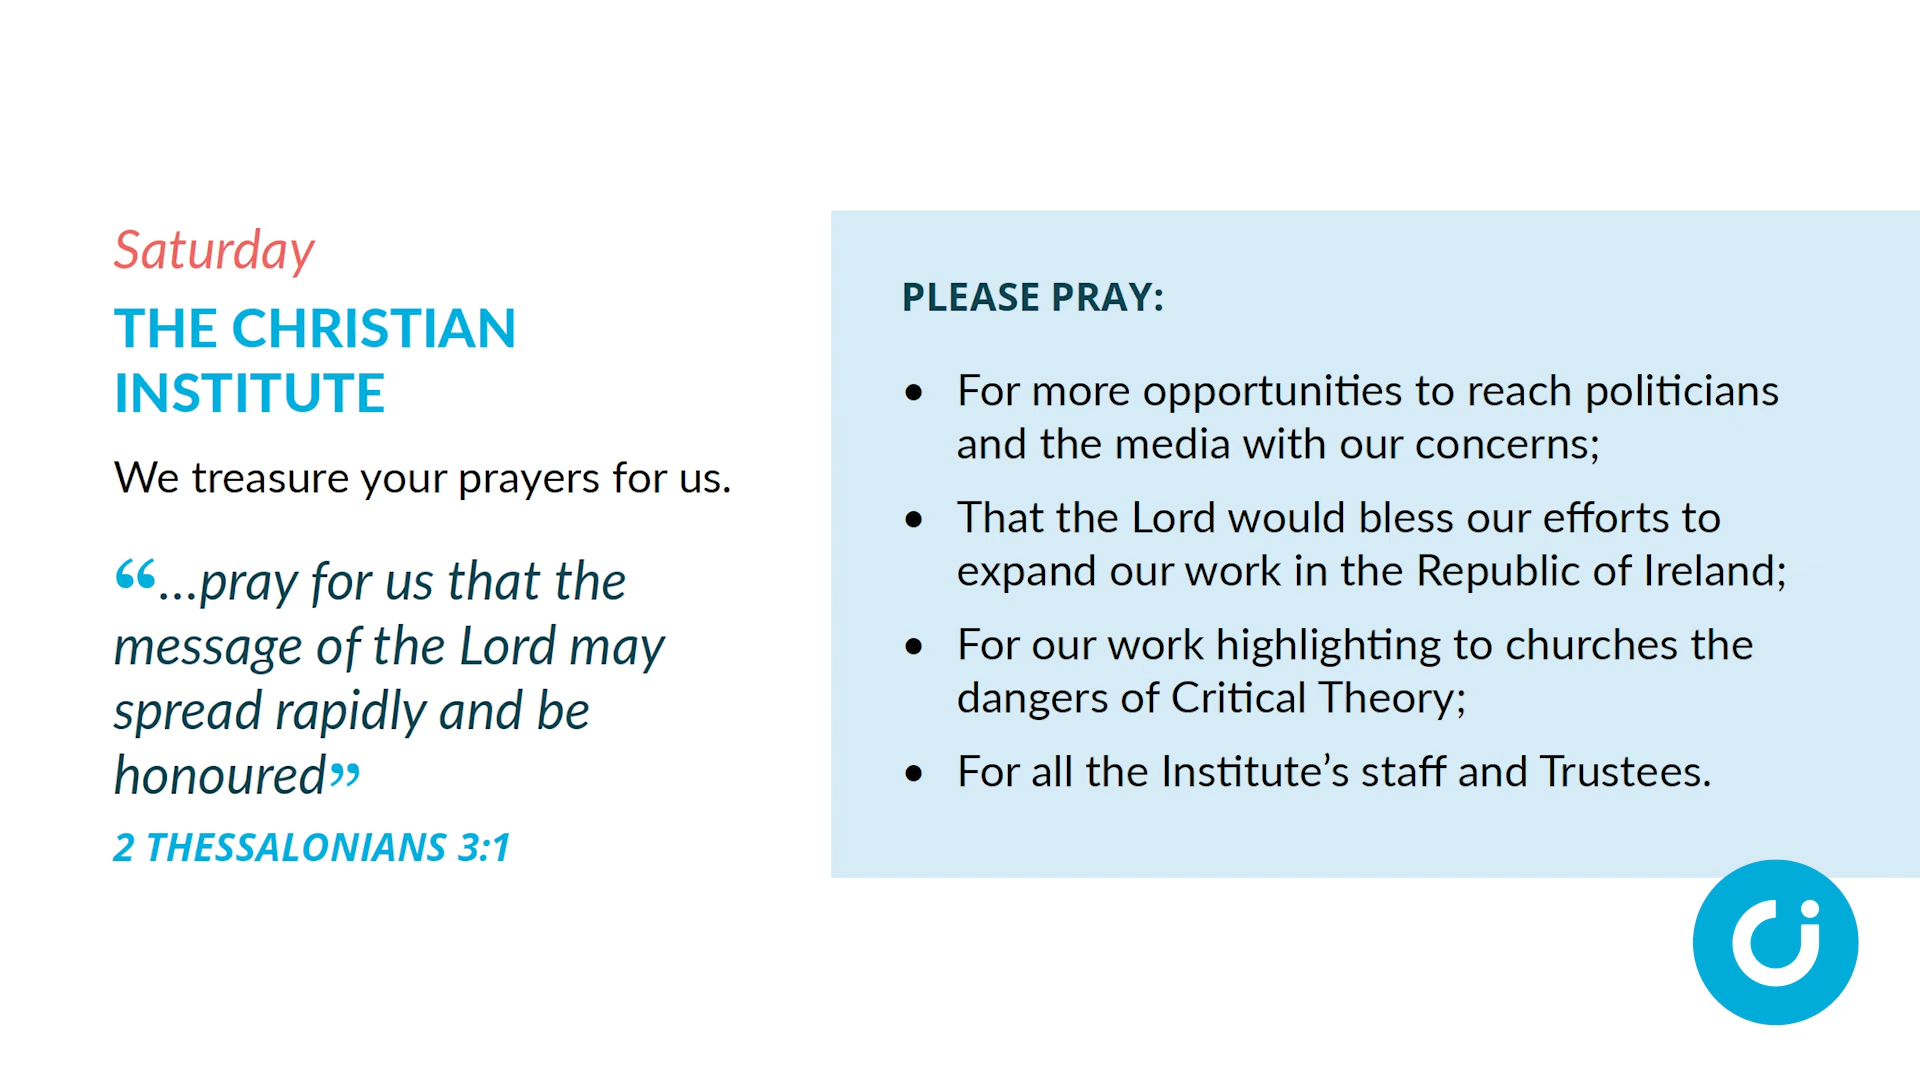 Saturday
THE CHRISTIAN
INSTITUTE
We treasure your prayers for us.
“…pray for us that the
message of the Lord may
spread rapidly and be
honoured”
2 THESSALONIANS 3:1
PLEASE PRAY:
• For more opportunities to reach politicians
and the media with our concerns;
• That the Lord would bless our efforts to
expand our work in the Republic of Ireland;
• For our work highlighting to churches the
dangers of Critical Theory;
• For all the Institute’s staff and Trustees.